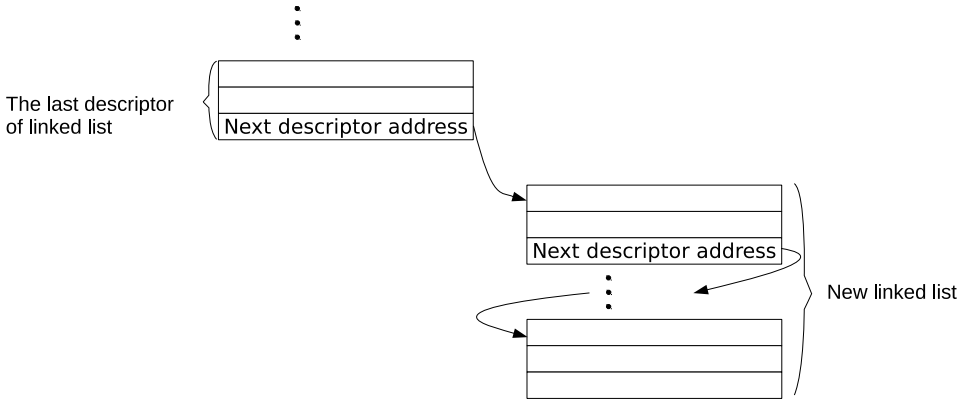 The last descriptor
of linked list
Next descriptor address
Next descriptor address
New linked list